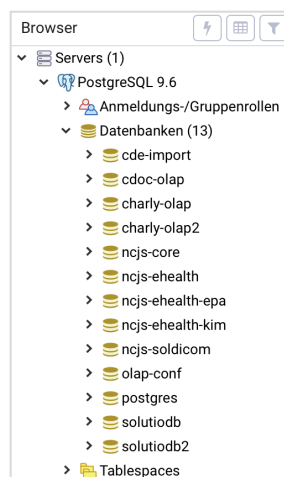 Browser
Servers (1)
PostgreSQL 9.6
Anmeldungs-/Gruppenrollen
Datenbanken (13)
cde-import
cdoc-olap
charly-olap
charly-olap2
ncjs-core
ncjs-ehealth
ncjs-ehealth-epa
ncjs-ehealth-kim
ncjs-soldicom
olap-conf
postgres
solutiodb
solutiodb2
Tablespaces